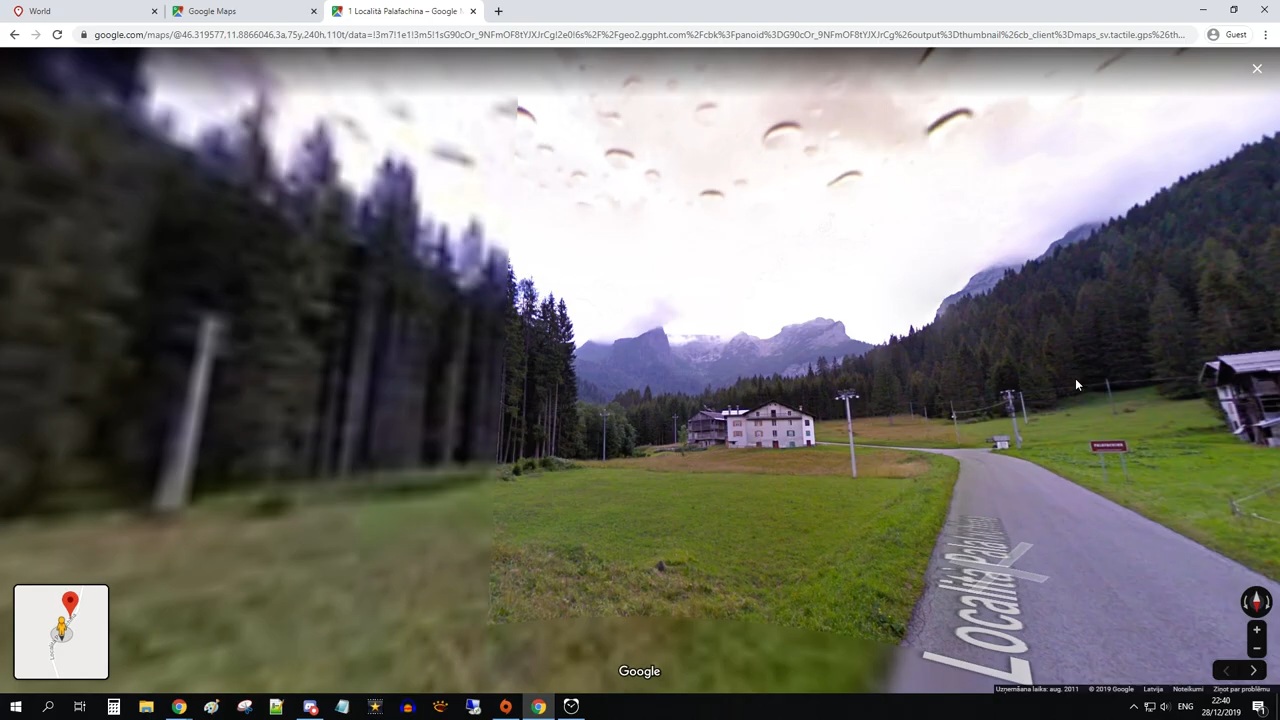 World
Google Maps
1 Località Palafachina – Google
google.com/maps/@46.319577,11.8866046,3a,75y,240h,110t/data=!3m7!1e1!3m5!1sG90cOr_9NFmOF8tYJXJrCg!2e0!6s%2F%2Fgeo2.ggpht.com%2Fcbk%3Fpanoid%3DG90cOr_9NFmOF8tYJXJrCg%26output%3Dthumbnail%26cb_client%3Dmaps_sv.tactile.gps%26th...
Guest
Località
Google
Uzņemšana laika: aug. 2011
© 2019 Google
Latvija
Noteikumi
Ziņot par problēmu
ENG
22:40
28/12/2019